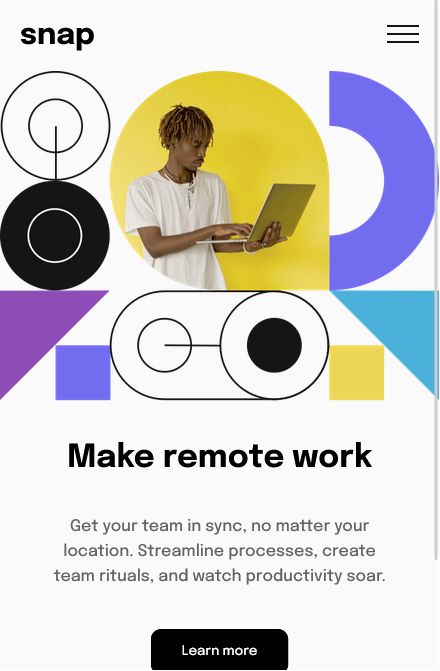 snap
Make remote work
Get your team in sync, no matter your
location. Streamline processes, create
team rituals, and watch productivity soar.
Learn more